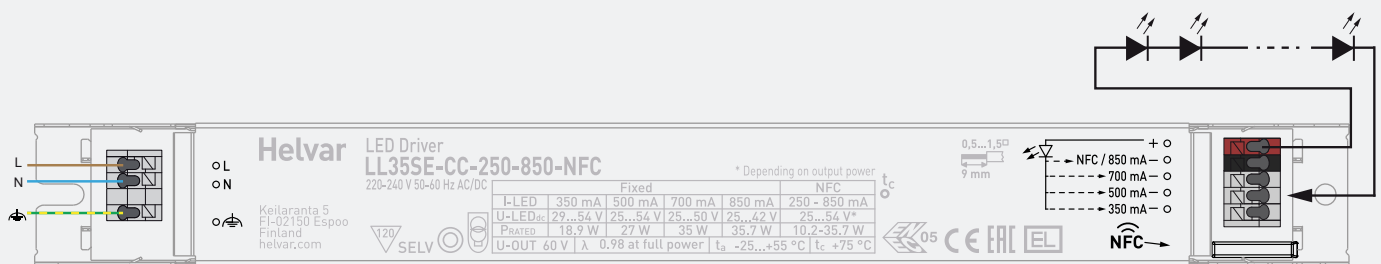 L
N
L
N
Helvar
Keilaranta 5
FI-02150 Espoo
Finland
helvar.com
LED Driver
LL35SE-CC-250-850-NFC
220-240 V 50-60 Hz AC/DC
* Depending on output power
Fixed NFC
I-LED 350 mA 500 mA 700 mA 850 mA 250 - 850 mA
U-LEDdc 29...54 V 25...54 V 25...50 V 25...42 V 25...54 V*
PRATED 18.9 W 27 W 35 W 35.7 W 10.2-35.7 W
U-OUT 60 V λ 0.98 at full power ta -25...+55 °C tc +75 °C
120
SELV
tc
0,5...1,5
9 mm
+
NFC / 850 mA
700 mA
500 mA
350 mA
NFC
05
CE EAC EL